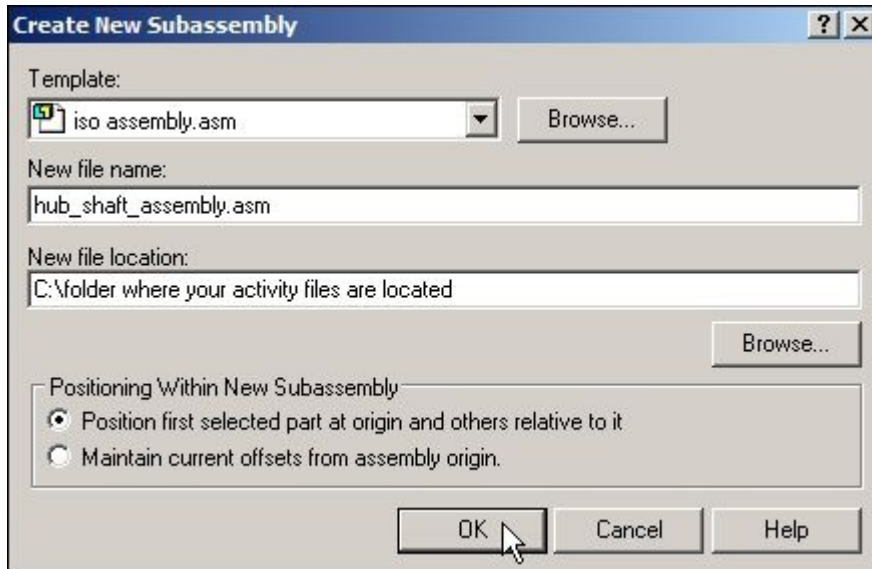 Create New Subassembly
Template:
iso assembly.asm
Browse...
New file name:
hub_shaft_assembly.asm
New file location:
C:\folder where your activity files are located
Browse...
Positioning Within New Subassembly
Position first selected part at origin and others relative to it
Maintain current offsets from assembly origin.
OK Cancel Help